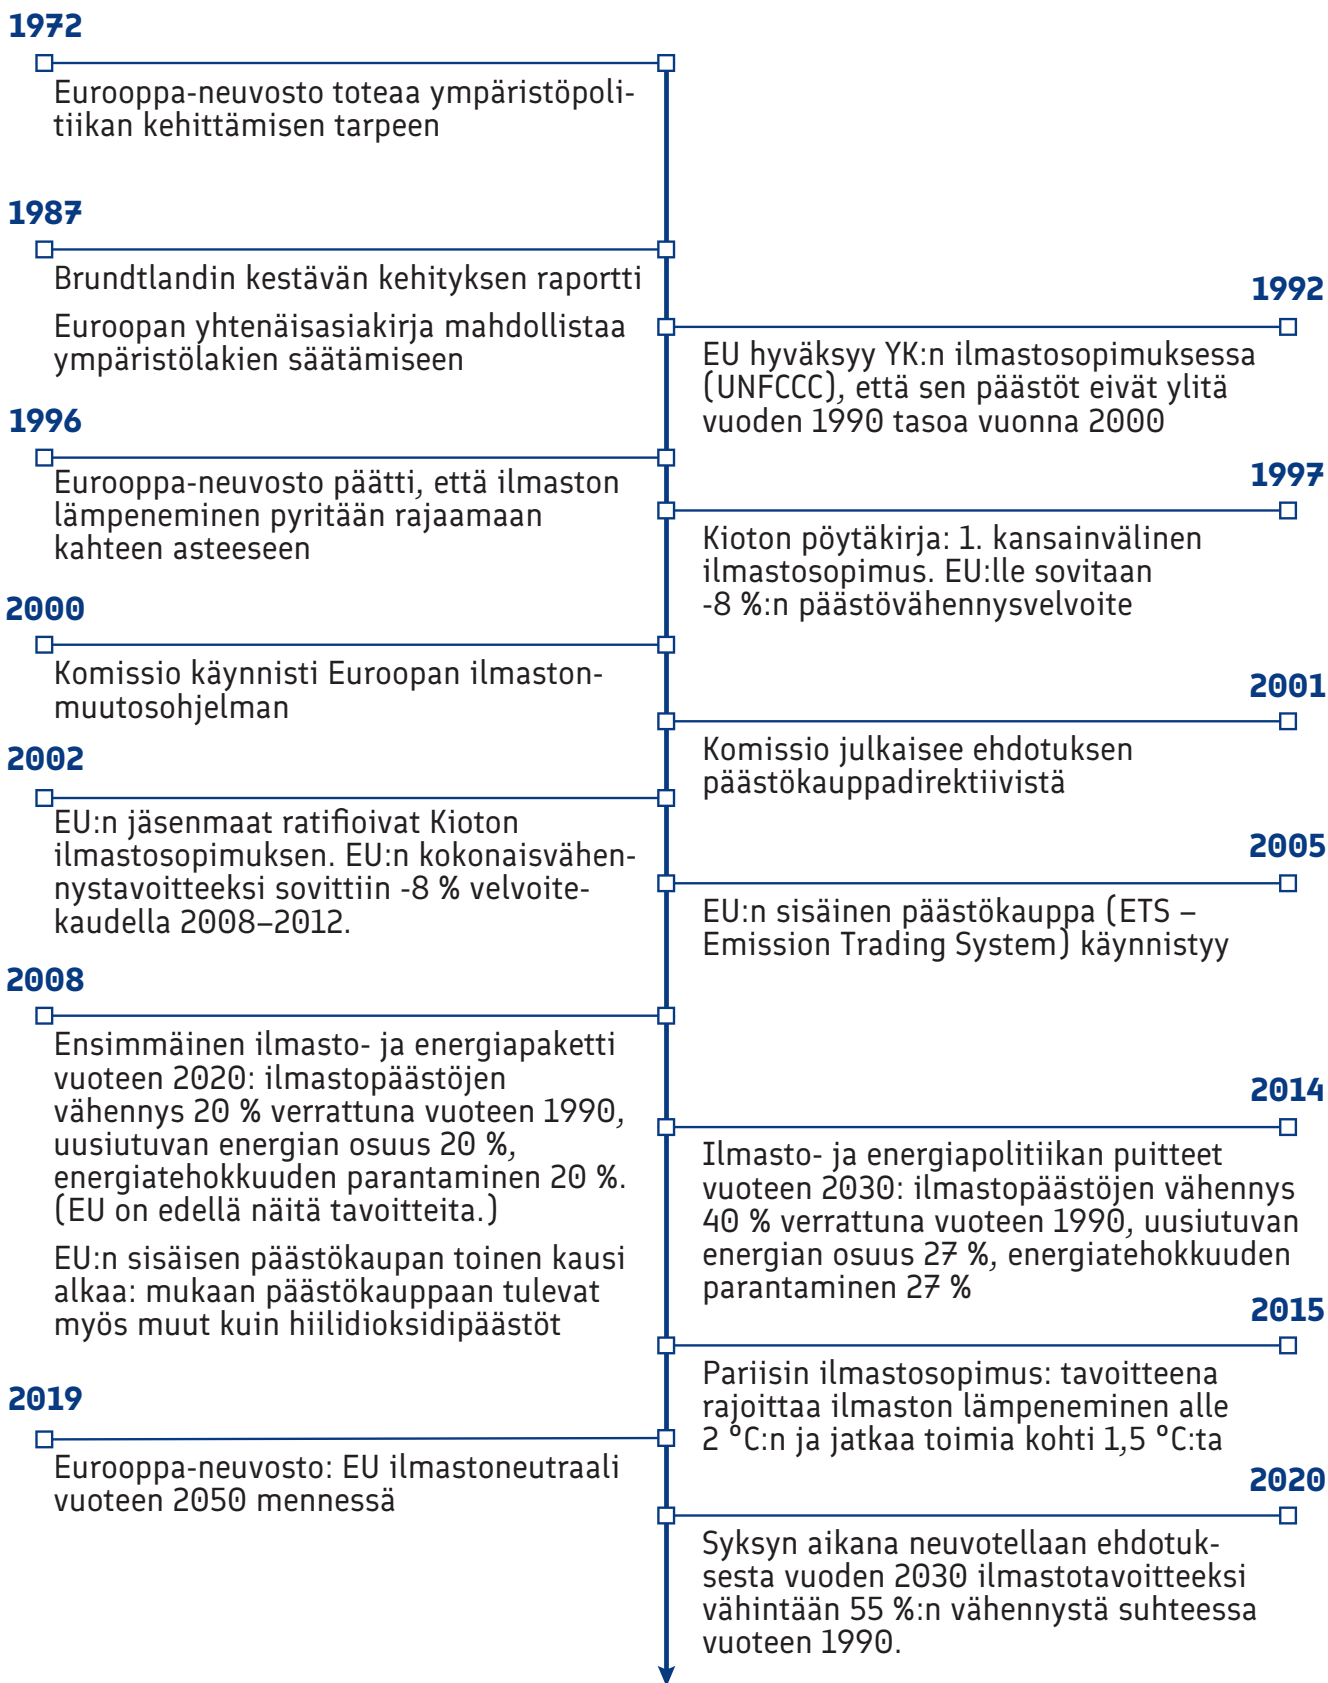 1972
Eurooppa-neuvosto toteaa ympäristöpoli-
tiikan kehittämisen tarpeen
1987
Brundtlandin kestävän kehityksen raportti
Euroopan yhtenäisasiakirja mahdollistaa
ympäristölakien säätämiseen
1992
EU hyväksyy YK:n ilmastosopimuksessa
(UNFCCC), että sen päästöt eivät ylitä
vuoden 1990 tasoa vuonna 2000
1996
Eurooppa-neuvosto päätti, että ilmaston
lämpeneminen pyritään rajaamaan
kahteen asteeseen
1997
Kioton pöytäkirja: 1. kansainvälinen
ilmastosopimus. EU:lle sovitaan
-8 %:n päästövähennysvelvoite
2000
Komissio käynnisti Euroopan ilmaston-
muutosohjelman
2001
Komissio julkaisee ehdotuksen
päästökauppadirektiivistä
2002
EU:n jäsenmaat ratifioivat Kioton
ilmastosopimuksen. EU:n kokonaisvähen-
nystavoitteeksi sovittiin -8 % velvoite-
kaudella 2008–2012.
2005
EU:n sisäinen päästökauppa (ETS –
Emission Trading System) käynnistyy
2008
Ensimmäinen ilmasto- ja energiapaketti
vuoteen 2020: ilmastopäästöjen
vähennys 20 % verrattuna vuoteen 1990,
uusiutuvan energian osuus 20 %,
energiatehokkuuden parantaminen 20 %.
(EU on edellä näitä tavoitteita.)
EU:n sisäisen päästökaupan toinen kausi
alkaa: mukaan päästökauppaan tulevat
myös muut kuin hiilidioksidipäästöt
2014
Ilmasto- ja energiapolitiikan puitteet
vuoteen 2030: ilmastopäästöjen vähennys
40 % verrattuna vuoteen 1990, uusiutuvan
energian osuus 27 %, energiatehokkuuden
parantaminen 27 %
2015
Pariisin ilmastosopimus: tavoitteena
rajoittaa ilmaston lämpeneminen alle
2 °C:n ja jatkaa toimia kohti 1,5 °C:ta
2019
Eurooppa-neuvosto: EU ilmastoneutraali
vuoteen 2050 mennessä
2020
Syksyn aikana neuvotellaan ehdotuk-
sesta vuoden 2030 ilmastotavoitteeksi
vähintään 55 %:n vähennystä suhteessa
vuoteen 1990.